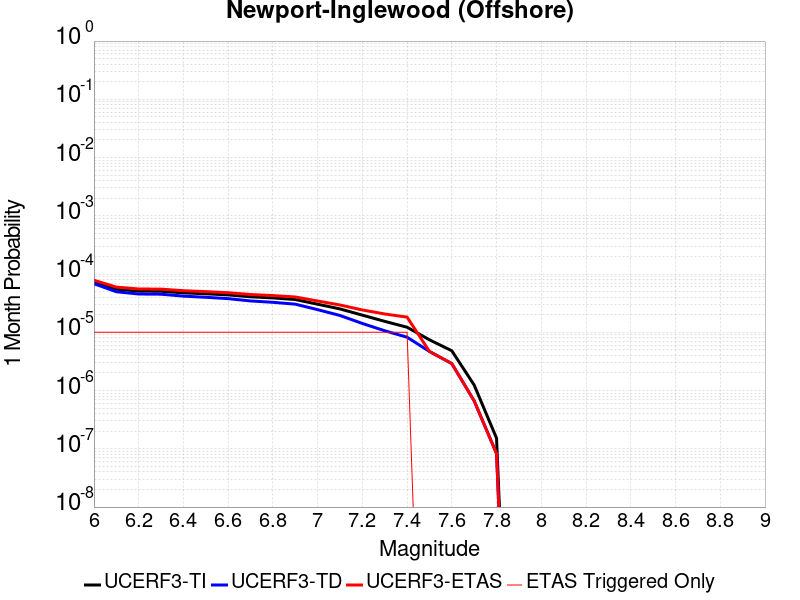 Newport-Inglewood (Offshore)
10^0
10^-1
10^-2
10^-3
10^-4
10^-5
10^-6
10^-7
10^-8
1 Month Probability
6 6.2 6.4 6.6 6.8 7 7.2 7.4 7.6 7.8 8 8.2 8.4 8.6 8.8 9
Magnitude
UCERF3-TI UCERF3-TD UCERF3-ETAS ETAS Triggered Only